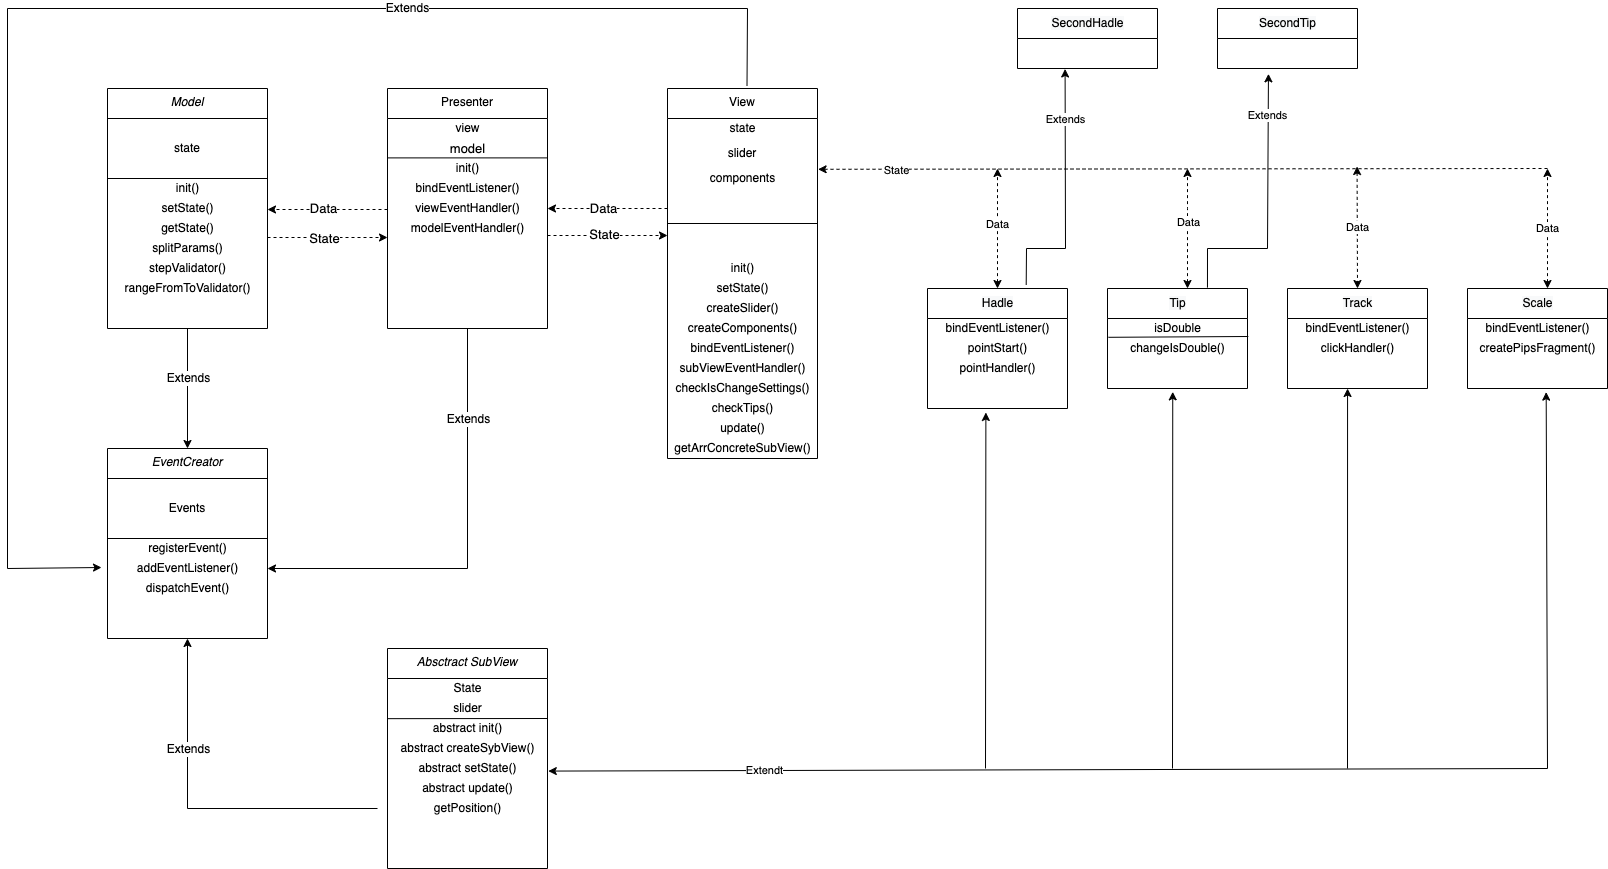 Extends
SecondHadle
SecondTip
Extends
Extends
Model
state
init()
setState()
getState()
splitParams()
stepValidator()
rangeFromToValidator()
Data
State
Presenter
view
model
init()
bindEventListener()
viewEventHandler()
modelEventHandler()
Data
State
View
state
slider
components
init()
setState()
createSlider()
createComponents()
bindEventListener()
subViewEventHandler()
checkIsChangeSettings()
checkTips()
update()
getArrConcreteSubView()
State
Data
Data
Data
Data
Hadle
bindEventListener()
pointStart()
pointHandler()
Tip
isDouble
changeIsDouble()
Track
bindEventListener()
clickHandler()
Scale
bindEventListener()
createPipsFragment()
Extends
Extends
EventCreator
Events
registerEvent()
addEventListener()
dispatchEvent()
Extends
Absctract SubView
State
slider
abstract init()
abstract createSybView()
abstract setState()
abstract update()
getPosition()
Extendt